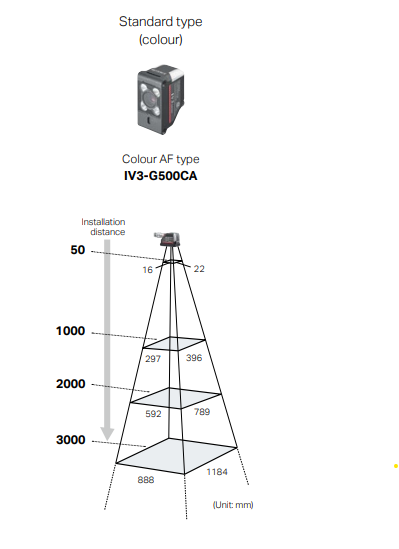 Standard type
(colour)
Colour AF type
IV3-G500CA
Installation
distance
50
16
22
1000
297
396
2000
592
789
3000
888
1184
(Unit: mm)